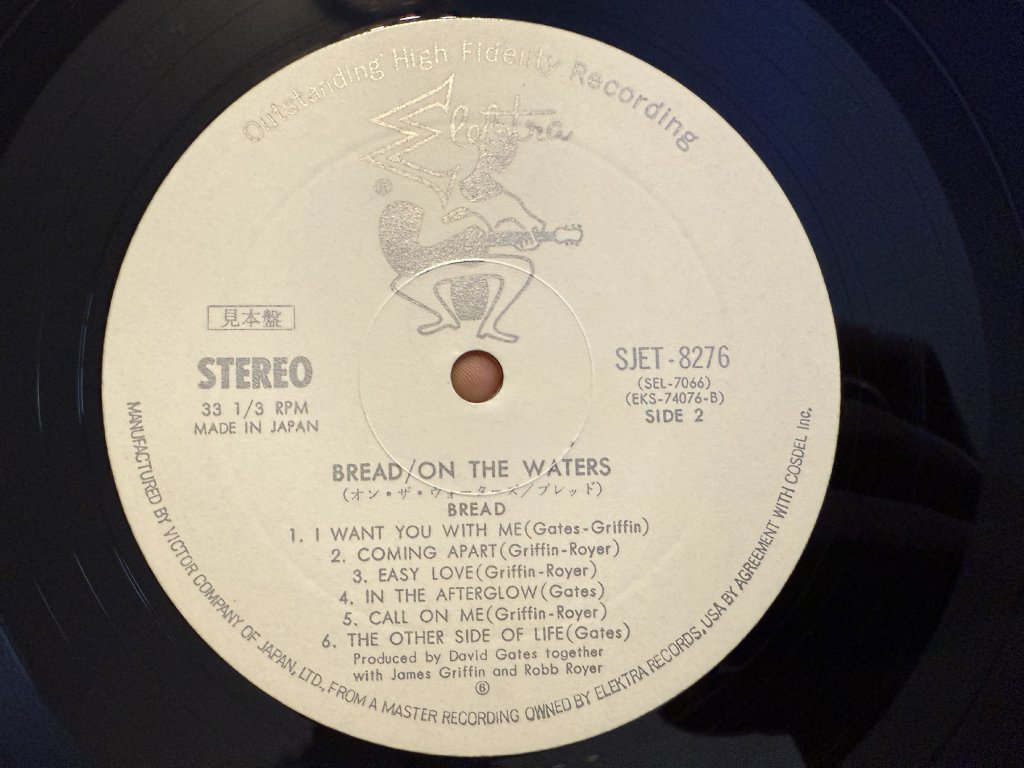 Outstanding High Fidelity Recording
Elektra
®
見本盤
STEREO
33 1/3 RPM
MADE IN JAPAN
SJET-8276
(SEL-7066)
(EKS-74076-B)
SIDE 2
BREAD/ON THE WATERS
(オン・ザ・ウォーターズ/ブレッド)
BREAD
1. I WANT YOU WITH ME(Gates-Griffin)
2. COMING APART(Griffin-Royer)
3. EASY LOVE(Griffin-Royer)
4. IN THE AFTERGLOW(Gates)
5. CALL ON ME(Griffin-Royer)
6. THE OTHER SIDE OF LIFE(Gates)
Produced by David Gates together
with James Griffin and Robb Royer
⑥
MANUFACTURED BY VICTOR COMPANY OF JAPAN, LTD., FROM A MASTER RECORDING OWNED BY ELEKTRA RECORDS, USA BY AGREEMENT WITH COSDEL Inc.